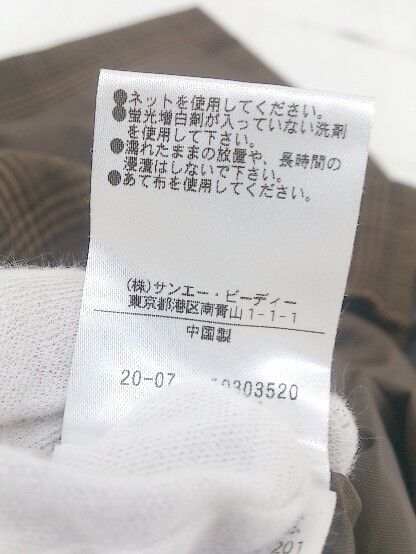 ●ネットを使用してください。
●蛍光増白剤が入っていない洗剤
を使用して下さい。
●濡れたままの放置や、長時間の
浸漬はしないで下さい。
●あて布を使用してください。
(株)サンエー・ビーディー
東京都港区南青山1-1-1
中国製
20-07 10303520
201